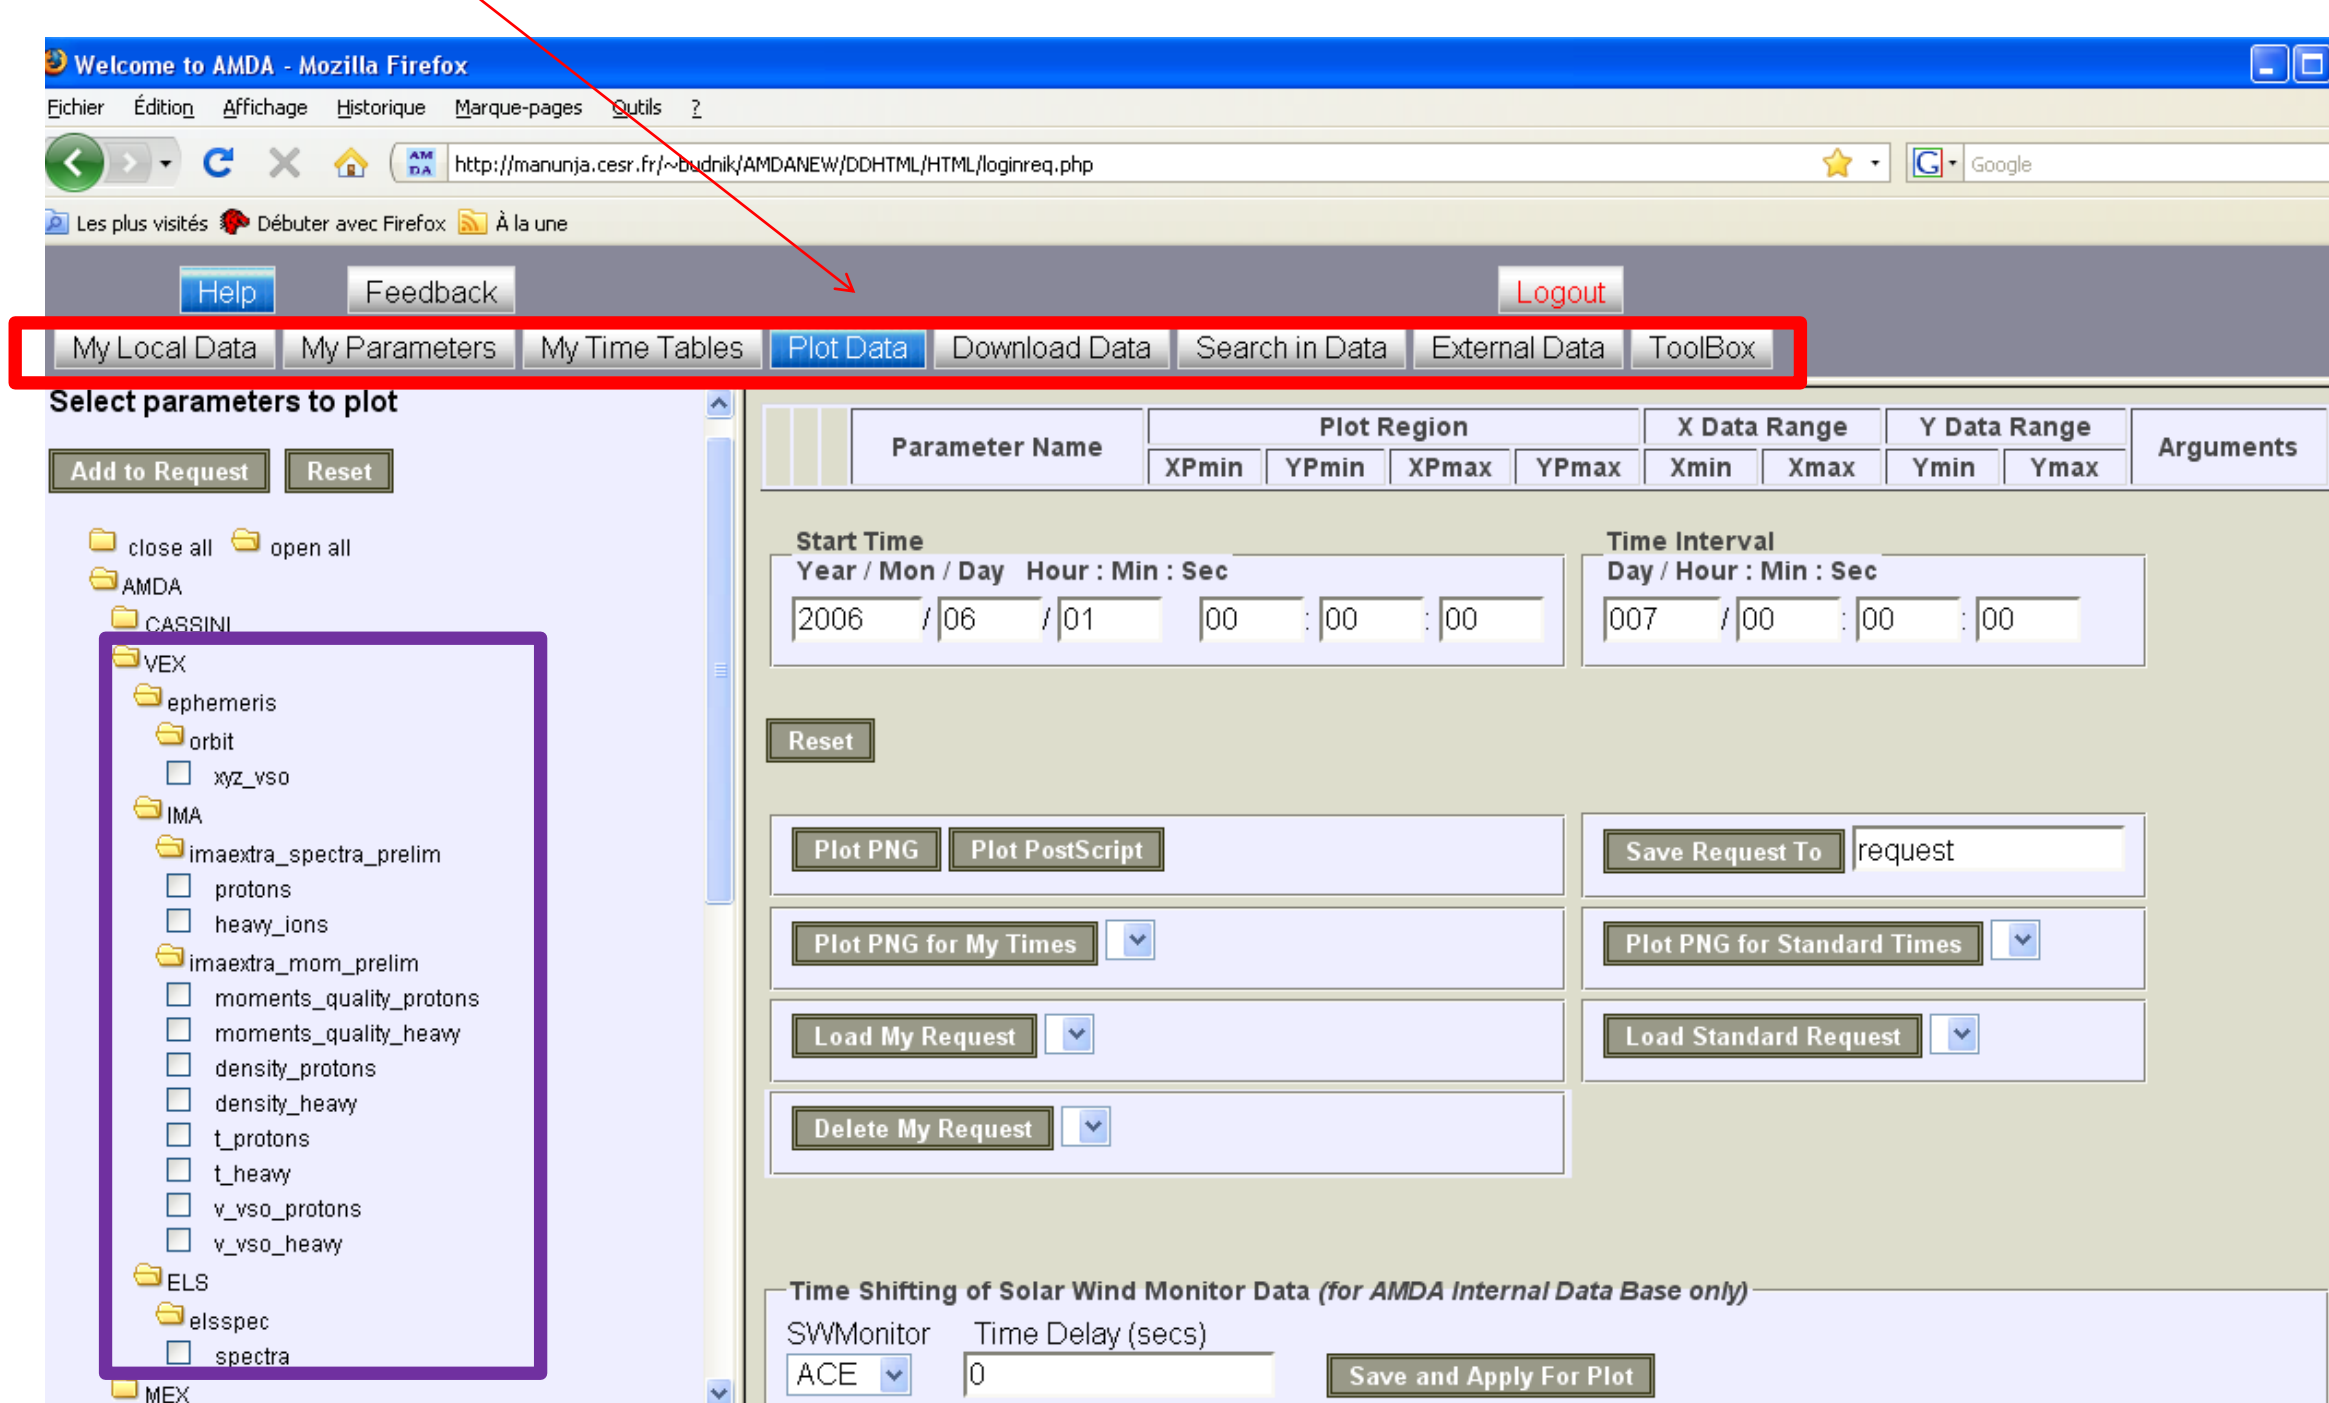 Welcome to AMDA - Mozilla Firefox
Fichier Édition Affichage Historique Marque-pages Outils ?
AM DA http://manunja.cesr.fr/~budnik/AMDANEW/DDHTML/HTML/loginreq.php G Google
Les plus visités Débuter avec Firefox À la une
Help Feedback Logout
My Local Data My Parameters My Time Tables Plot Data Download Data Search in Data External Data ToolBox
Select parameters to plot
Add to Request Reset
close all open all
AMDA
CASSINI
VEX
ephemeris
orbit
xyz_vso
IMA
imaextra_spectra_prelim
protons
heavy_ions
imaextra_mom_prelim
moments_quality_protons
moments_quality_heavy
density_protons
density_heavy
t_protons
t_heavy
v_vso_protons
v_vso_heavy
ELS
elsspec
spectra
MEX
Parameter Name Plot Region X Data Range Y Data Range Arguments
XPmin YPmin XPmax YPmax Xmin Xmax Ymin Ymax
Start Time
Year / Mon / Day Hour : Min : Sec
2006 / 06 / 01 00 : 00 : 00
Time Interval
Day / Hour : Min : Sec
007 / 00 : 00 : 00
Reset
Plot PNG Plot PostScript
Save Request To request
Plot PNG for My Times
Plot PNG for Standard Times
Load My Request
Load Standard Request
Delete My Request
Time Shifting of Solar Wind Monitor Data (for AMDA Internal Data Base only)
SWMonitor Time Delay (secs)
ACE 0 Save and Apply For Plot